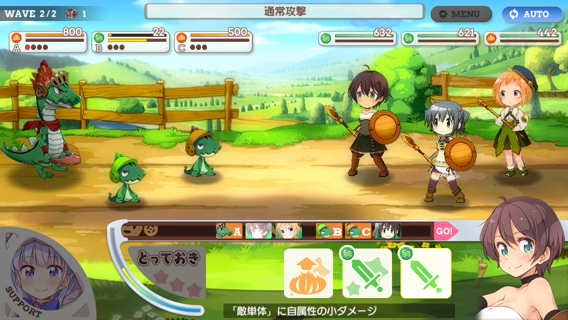 WAVE 2/2 1
通常攻撃
MENU
AUTO
800
22
500
632
621
442
A
B
C
A B C GO!
とっておき
SUPPORT
「敵単体」に自属性の小ダメージ